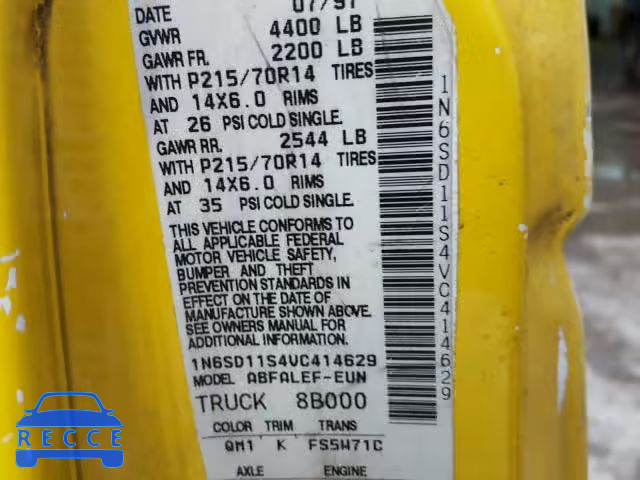 DATE 07/97
GVWR 4400 LB
GAWR FR. 2200 LB
WITH P215/70R14 TIRES
AND 14X6.0 RIMS
AT 26 PSI COLD SINGLE.
GAWR RR. 2544 LB
WITH P215/70R14 TIRES
AND 14X6.0 RIMS
AT 35 PSI COLD SINGLE.
THIS VEHICLE CONFORMS TO
ALL APPLICABLE FEDERAL
MOTOR VEHICLE SAFETY,
BUMPER AND THEFT
PREVENTION STANDARDS IN
EFFECT ON THE DATE OF
MANUFACTURE SHOWN ABOVE.
SEE OWNERS MANUAL FOR
ADDITIONAL INFORMATION.
1N6SD11S4VC414629
MODEL ABFALEF-EUN
TRUCK 8B000
COLOR TRIM TRANS
QM1 K FS5W71C
AXLE ENGINE
1N6SD11S4VC414629
RECCE